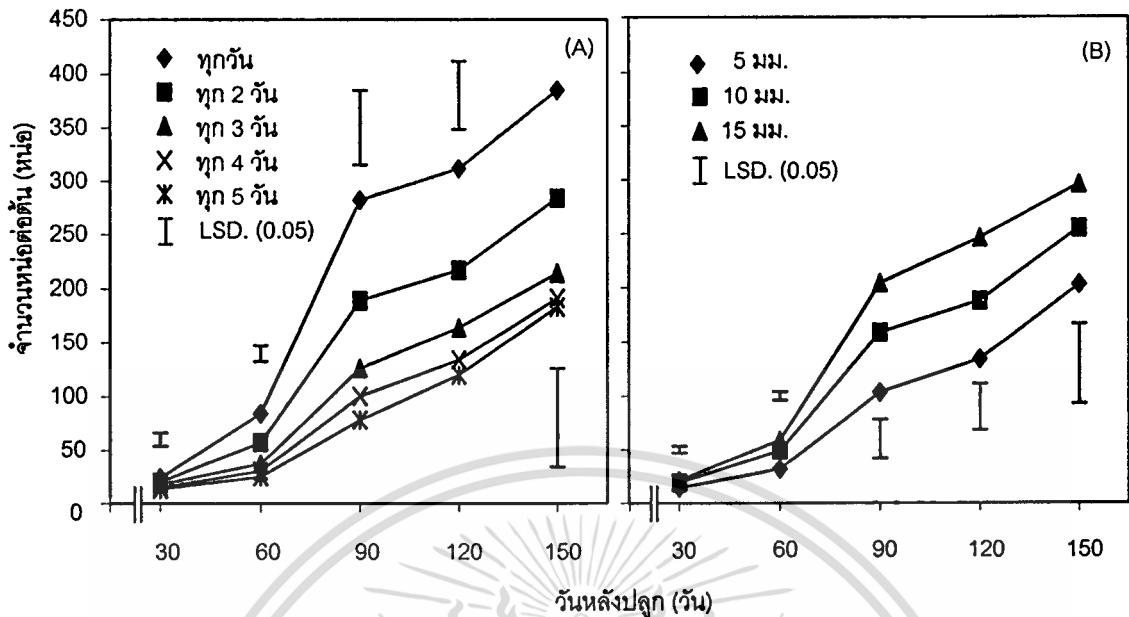 450
400
350
300
250
200
150
100
50
0
จำนวนหน่อต่อต้น (หน่อ)
(A)
ทุกวัน
ทุก 2 วัน
ทุก 3 วัน
ทุก 4 วัน
ทุก 5 วัน
LSD. (0.05)
30 60 90 120 150
(B)
5 มม.
10 มม.
15 มม.
LSD. (0.05)
30 60 90 120 150
วันหลังปลูก (วัน)